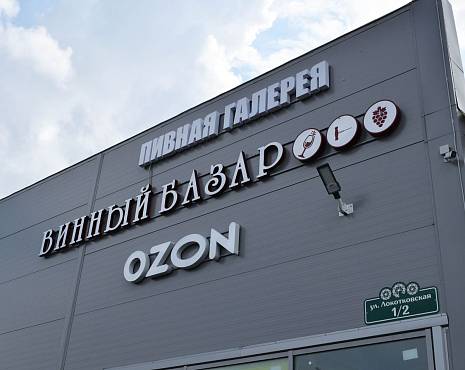 ПИВНАЯ ГАЛЕРЕЯ
ВИННЫЙ БАЗАР
OZON
ул. Локотковская
1/2